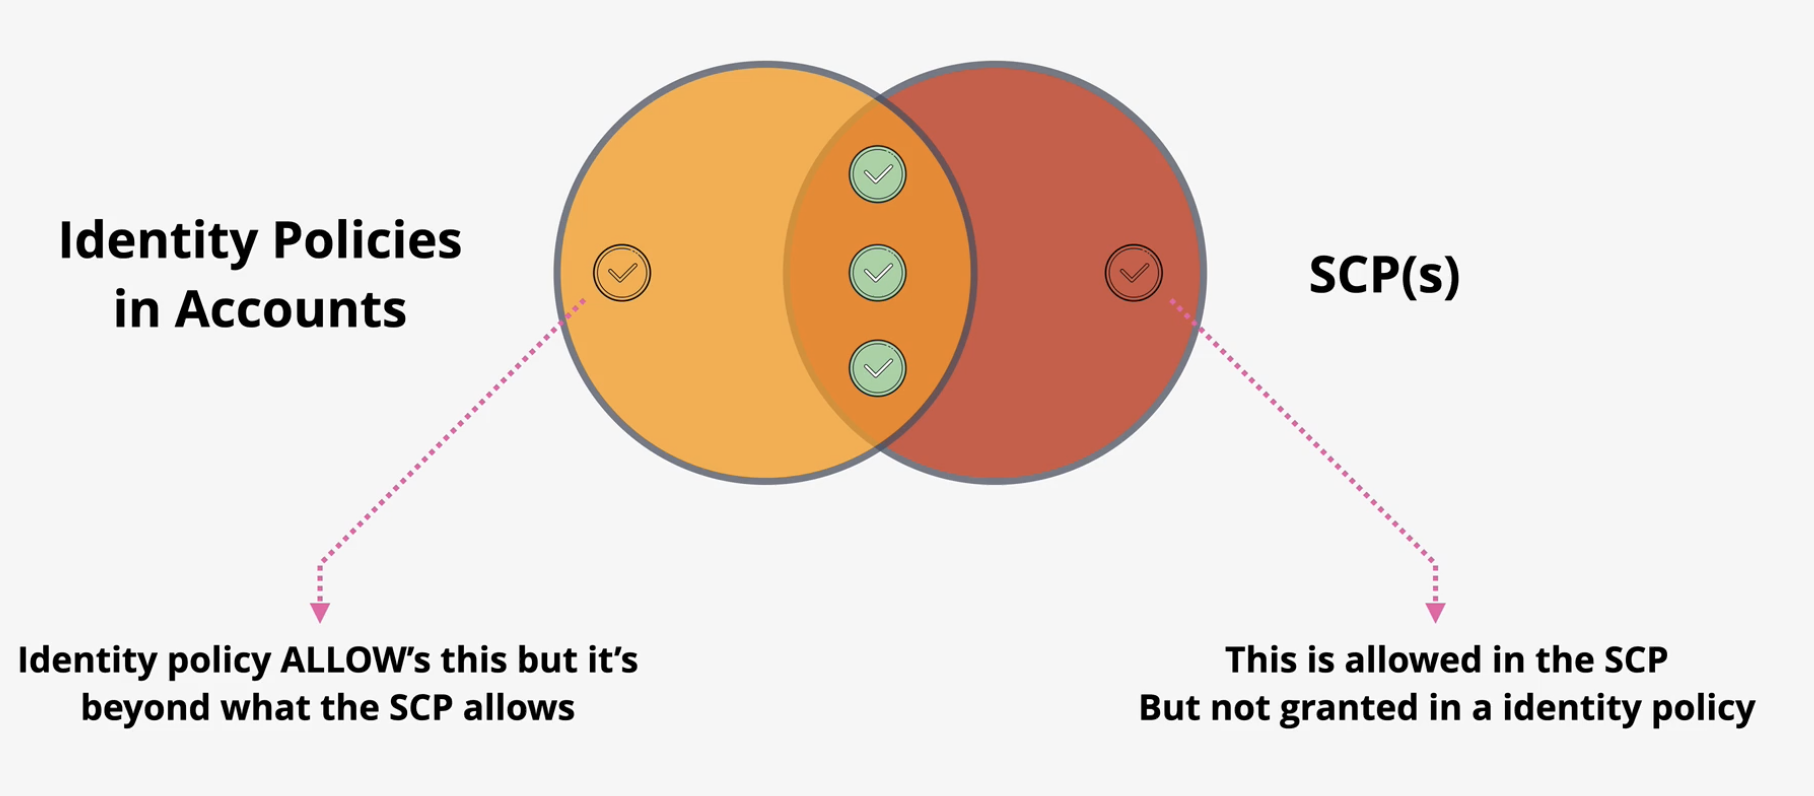 Identity Policies
in Accounts
SCP(s)
Identity policy ALLOW’s this but it’s
beyond what the SCP allows
This is allowed in the SCP
But not granted in a identity policy